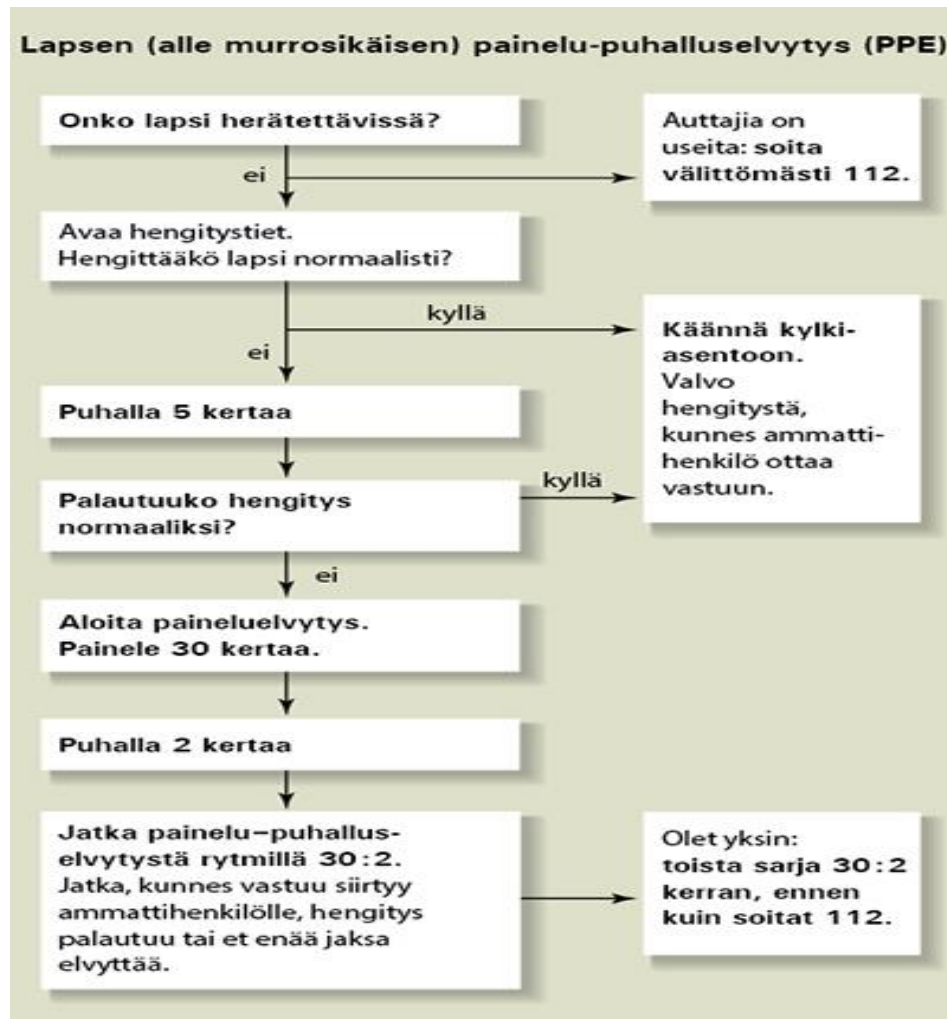 Lapsen (alle murrosikäisen) painelu-puhalluselvytys (PPE)
Onko lapsi herätettävissä?
Auttajia on
useita: soita
välittömästi 112.
ei
Avaa hengitystiet.
Hengittääkö lapsi normaalisti?
kyllä
Käännä kylki-
asentoon.
Valvo
hengitystä,
kunnes ammatti-
henkilö ottaa
vastuun.
ei
Puhalla 5 kertaa
Palautuuko hengitys
normaaliksi?
kyllä
ei
Aloita paineluelvytys.
Painele 30 kertaa.
Puhalla 2 kertaa
Jatka painelu–puhallus-
elvytystä rytmillä 30:2.
Jatka, kunnes vastuu siirtyy
ammattihenkilölle, hengitys
palautuu tai et enää jaksa
elvyttää.
Olet yksin:
toista sarja 30:2
kerran, ennen
kuin soitat 112.